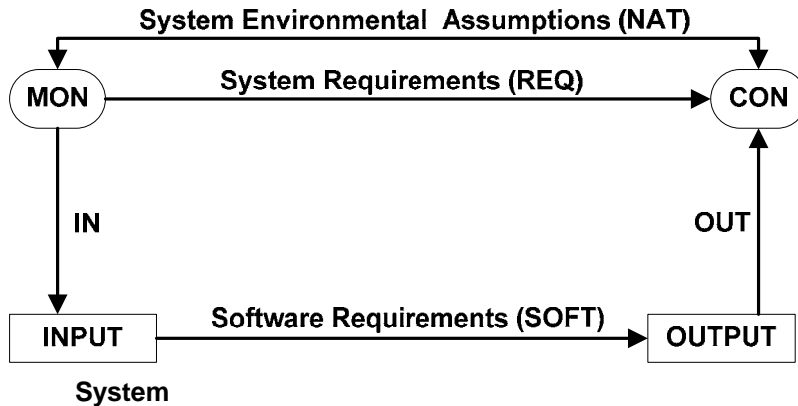 System Environmental Assumptions (NAT)
MON
System Requirements (REQ)
CON
IN
OUT
INPUT
Software Requirements (SOFT)
OUTPUT
System